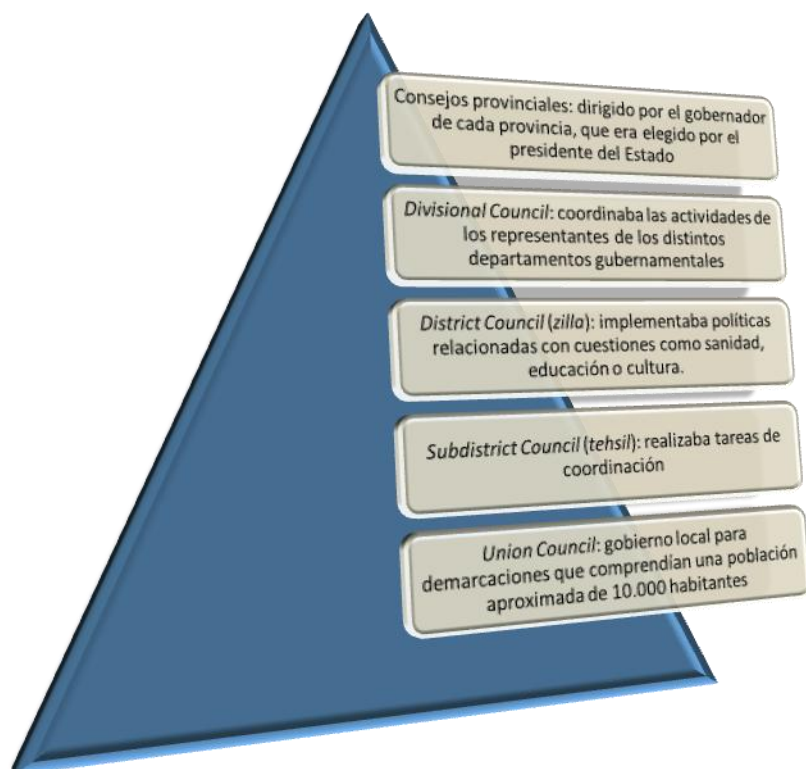 Consejos provinciales: dirigido por el gobernador
de cada provincia, que era elegido por el
presidente del Estado
Divisional Council: coordinaba las actividades de
los representantes de los distintos
departamentos gubernamentales
District Council (zilla): implementaba políticas
relacionadas con cuestiones como sanidad,
educación o cultura.
Subdistrict Council (tehsil): realizaba tareas de
coordinación
Union Council: gobierno local para
demarcaciones que comprendían una población
aproximada de 10.000 habitantes